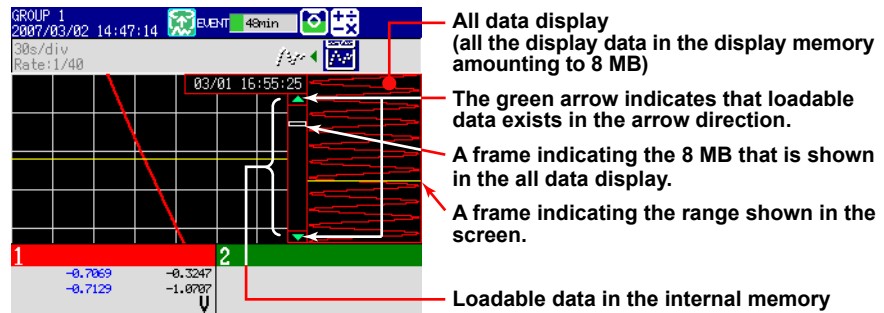 GROUP 1
2007/03/02 14:47:14
EVENT
48min
30s/div
Rate:1/40
03/01 16:55:25
1
2
-0.7069 -0.3247
-0.7129 -1.0707
V
All data display
(all the display data in the display memory
amounting to 8 MB)
The green arrow indicates that loadable
data exists in the arrow direction.
A frame indicating the 8 MB that is shown
in the all data display.
A frame indicating the range shown in the
screen.
Loadable data in the internal memory